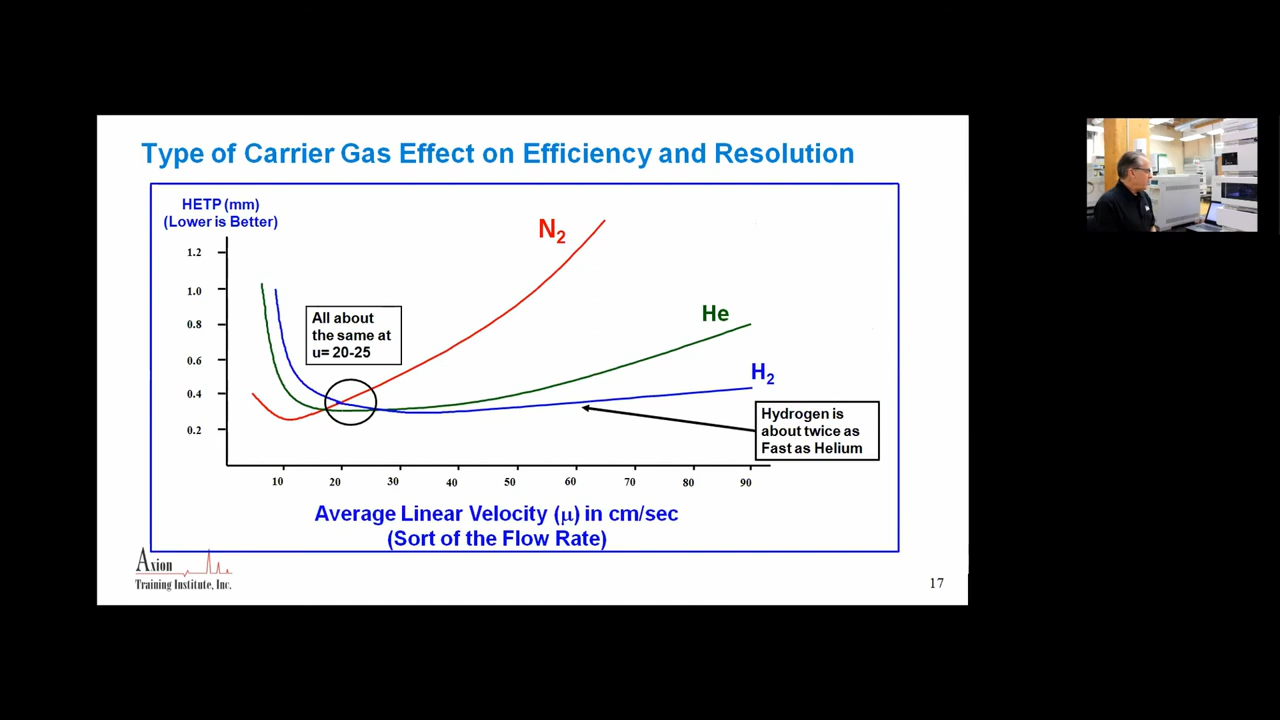 Type of Carrier Gas Effect on Efficiency and Resolution
HETP (mm)
(Lower is Better)
N2
1.2
1.0
0.8
0.6
0.4
0.2
All about
the same at
u= 20-25
He
H2
Hydrogen is
about twice as
Fast as Helium
10 20 30 40 50 60 70 80 90
Average Linear Velocity (μ) in cm/sec
(Sort of the Flow Rate)
Axion
Training Institute, Inc.
17